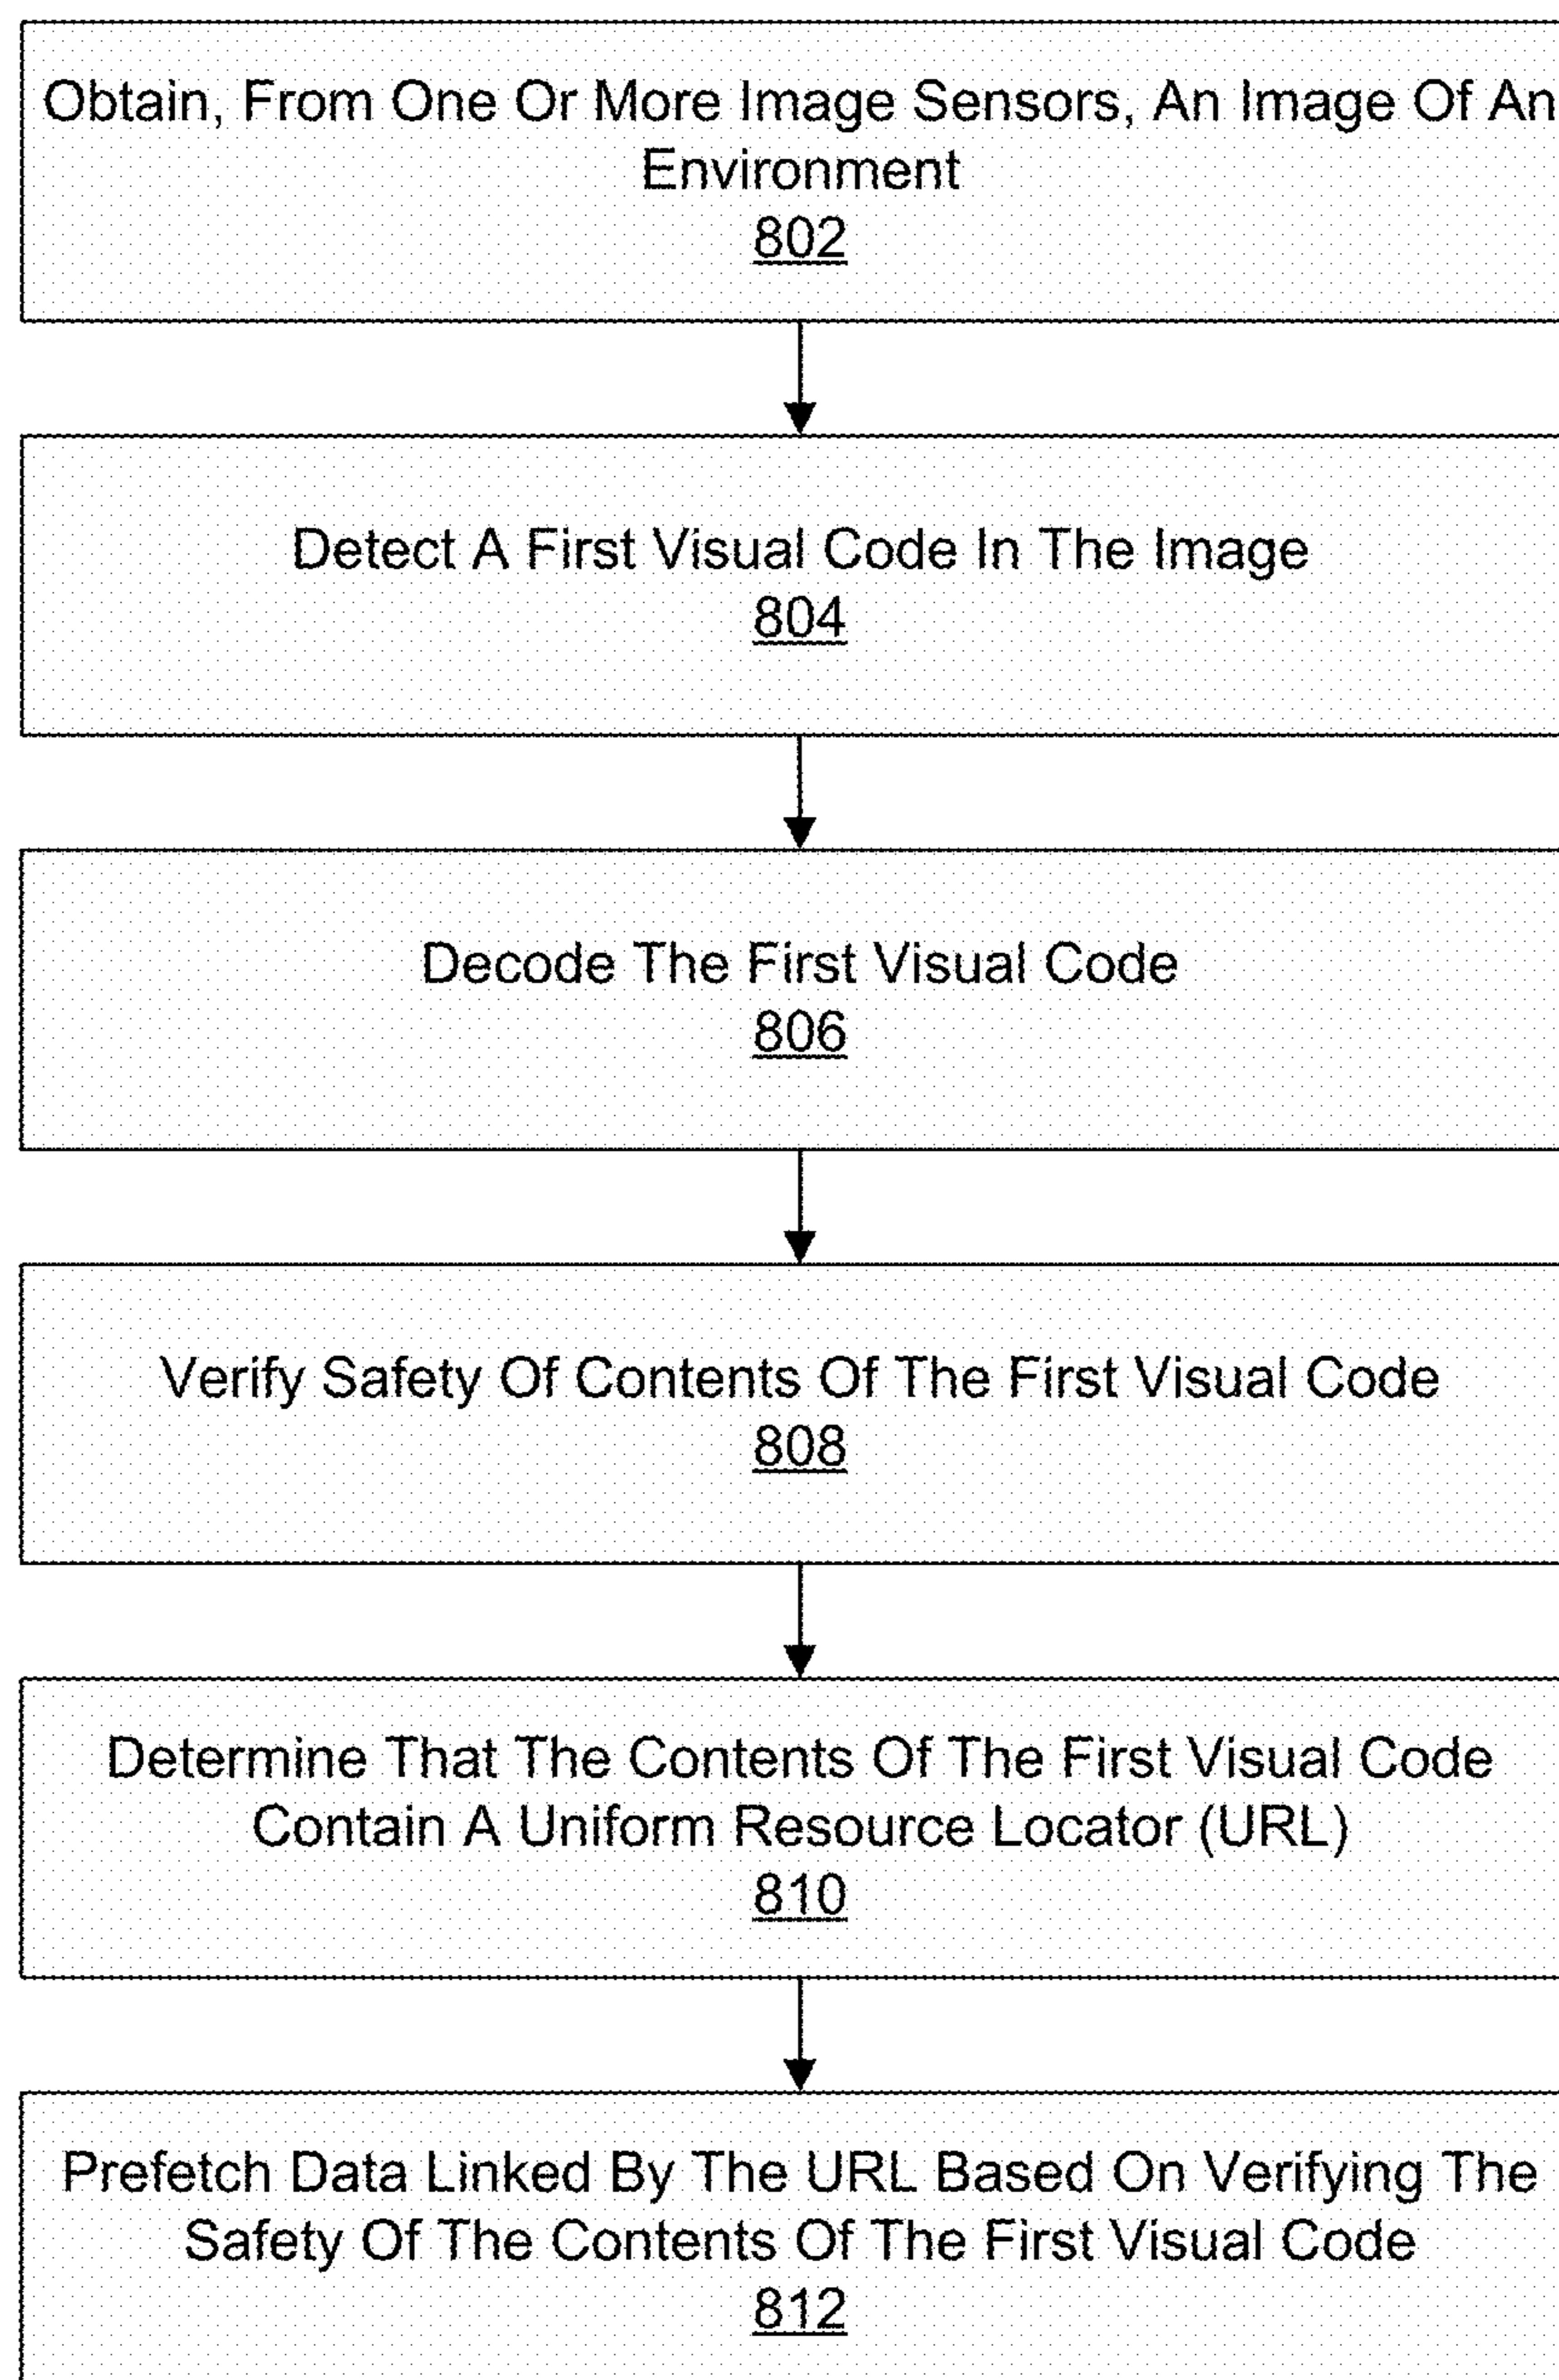 Obtain, From One Or More Image Sensors, An Image Of An
Environment
802
Detect A First Visual Code In The Image
804
Decode The First Visual Code
806
Verify Safety Of Contents Of The First Visual Code
808
Determine That The Contents Of The First Visual Code
Contain A Uniform Resource Locator (URL)
810
Prefetch Data Linked By The URL Based On Verifying The
Safety Of The Contents Of The First Visual Code
812